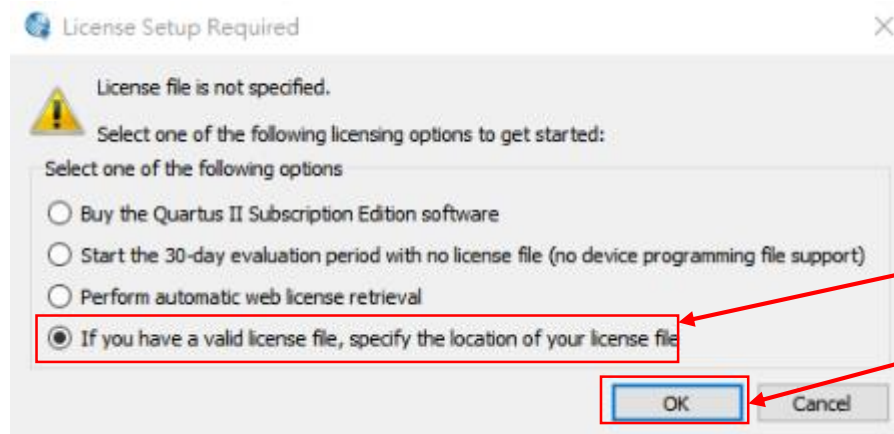 License Setup Required
License file is not specified.
Select one of the following licensing options to get started:
Select one of the following options
Buy the Quartus II Subscription Edition software
Start the 30-day evaluation period with no license file (no device programming file support)
Perform automatic web license retrieval
If you have a valid license file, specify the location of your license file
OK
Cancel